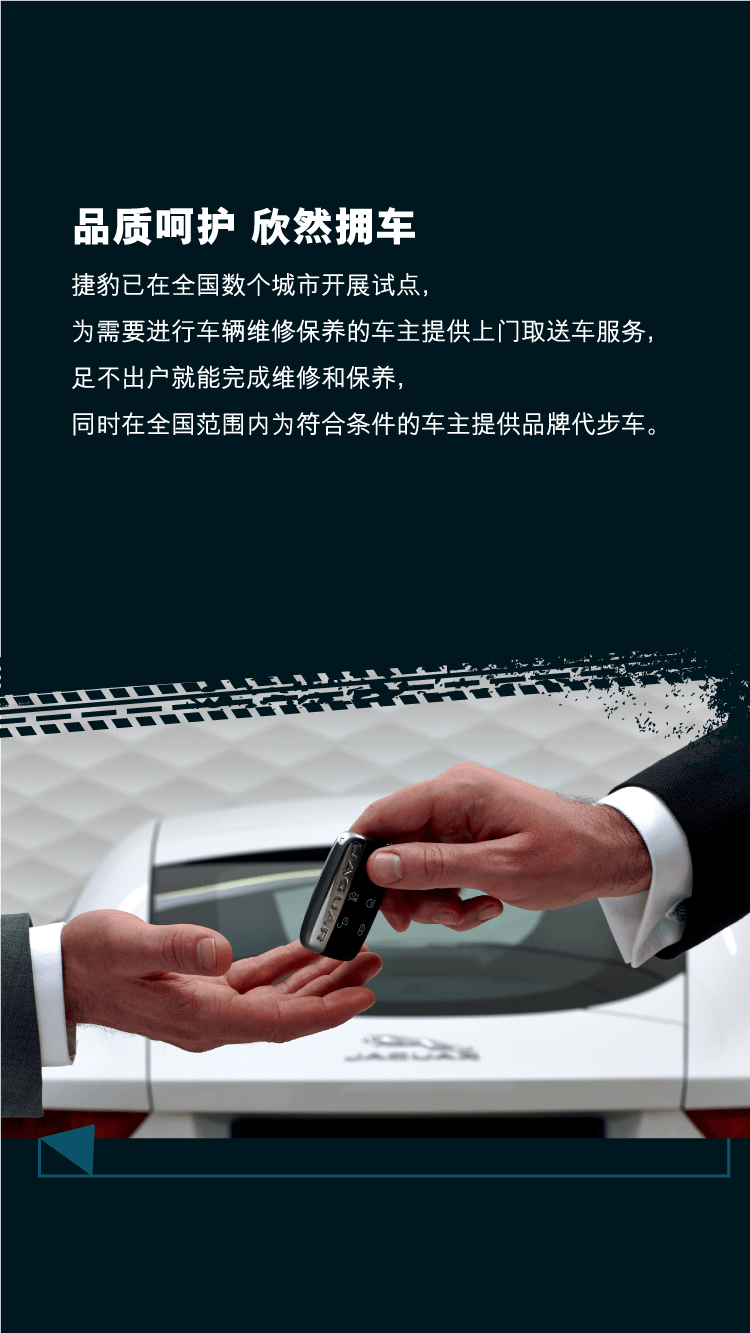 品质呵护 欣然拥车
捷豹已在全国数个城市开展试点,
为需要进行车辆维修保养的车主提供上门取送车服务,
足不出户就能完成维修和保养,
同时在全国范围内为符合条件的车主提供品牌代步车。
JAGUAR
JAGUAR